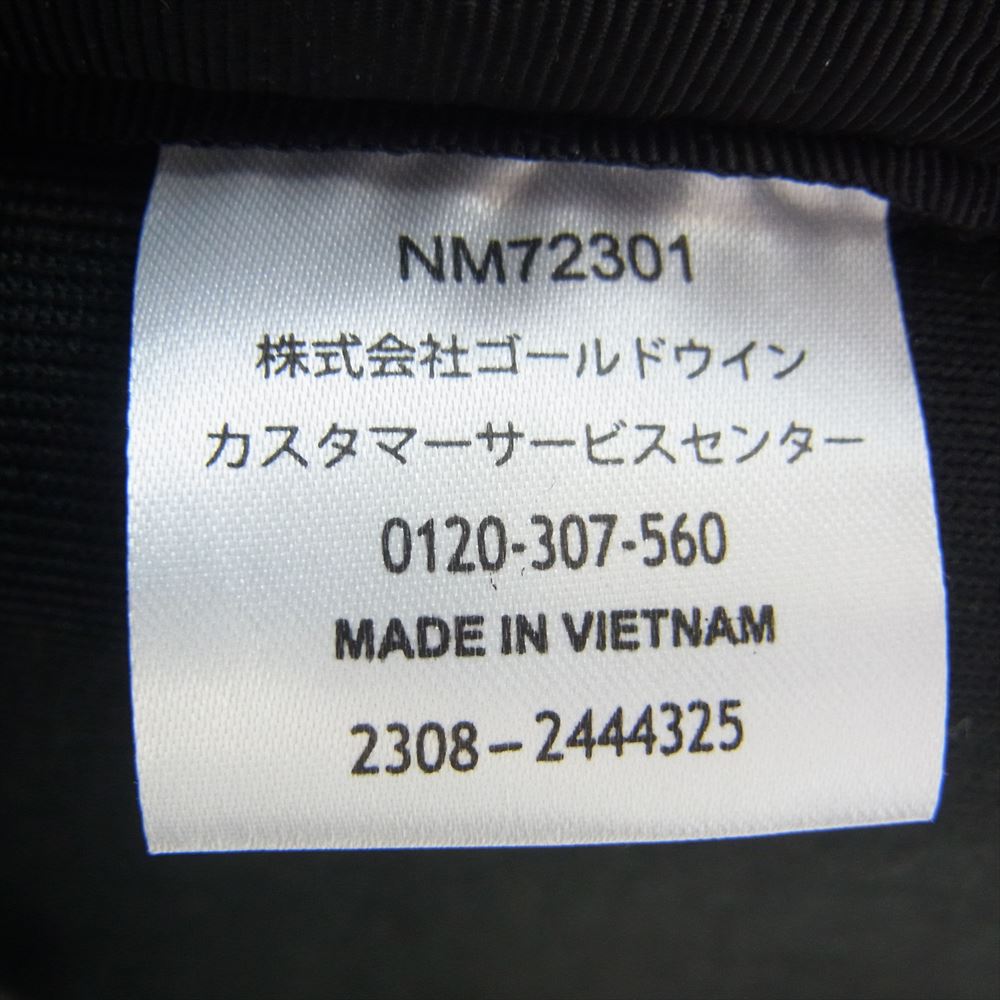 NM72301
株式会社ゴールドウイン
カスタマーサービスセンター
0120-307-560
MADE IN VIETNAM
2308-2444325